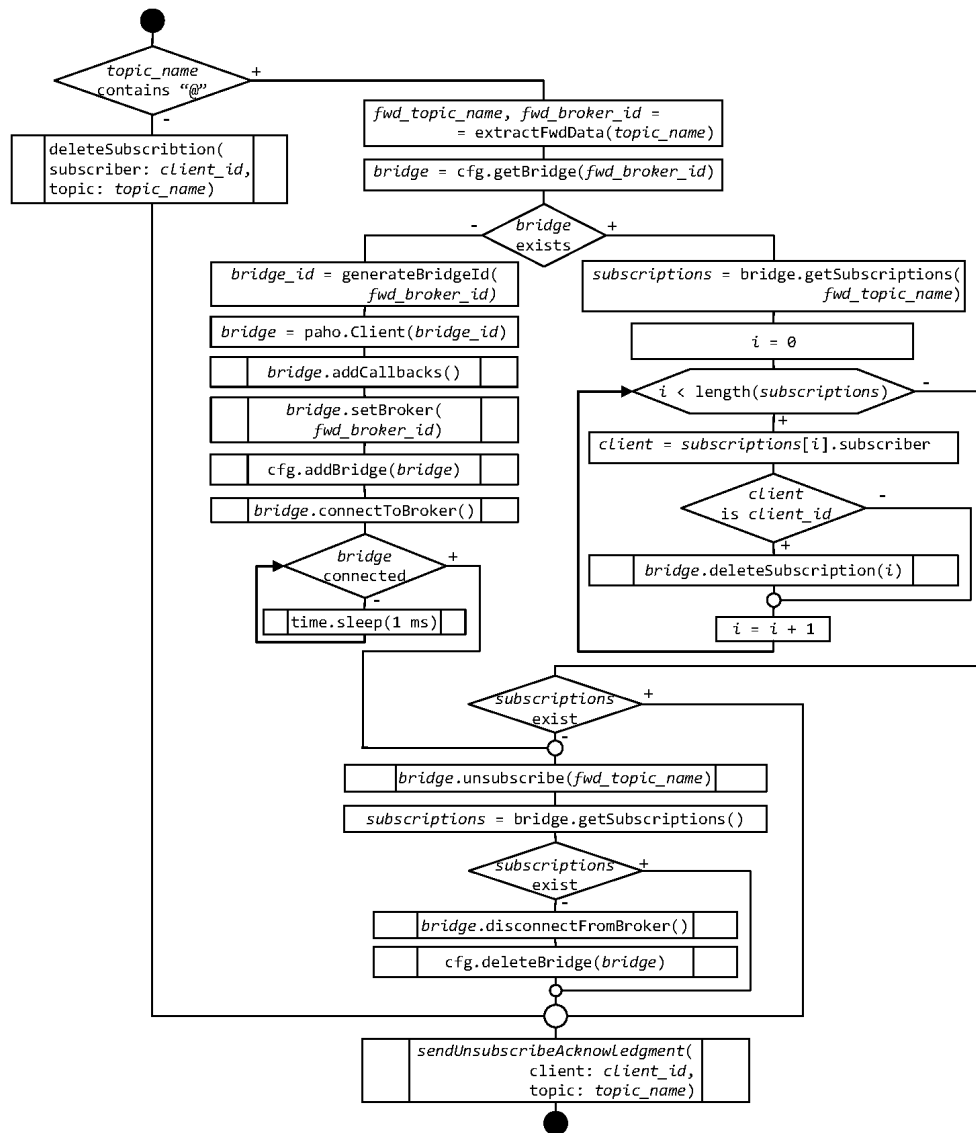 topic_name
contains “@”
+
-
deleteSubscribtion(
subscriber: client_id,
topic: topic_name)
fwd_topic_name, fwd_broker_id =
= extractFwdData(topic_name)
bridge = cfg.getBridge(fwd_broker_id)
-
bridge
exists
+
bridge_id = generateBridgeId(
fwd_broker_id)
bridge = paho.Client(bridge_id)
bridge.addCallbacks()
bridge.setBroker(
fwd_broker_id)
cfg.addBridge(bridge)
bridge.connectToBroker()
bridge
connected
+
-
time.sleep(1 ms)
subscriptions = bridge.getSubscriptions(
fwd_topic_name)
i = 0
i < length(subscriptions)
-
+
client = subscriptions[i].subscriber
client
is client_id
-
+
bridge.deleteSubscription(i)
i = i + 1
subscriptions
exist
+
-
bridge.unsubscribe(fwd_topic_name)
subscriptions = bridge.getSubscriptions()
subscriptions
exist
+
-
bridge.disconnectFromBroker()
cfg.deleteBridge(bridge)
sendUnsubscribeAcknowledgment(
client: client_id,
topic: topic_name)